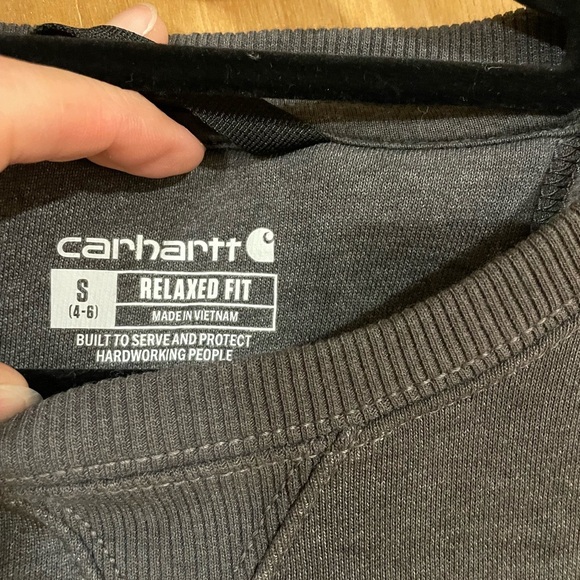 carhartt
S
(4-6)
RELAXED FIT
MADE IN VIETNAM
BUILT TO SERVE AND PROTECT
HARDWORKING PEOPLE